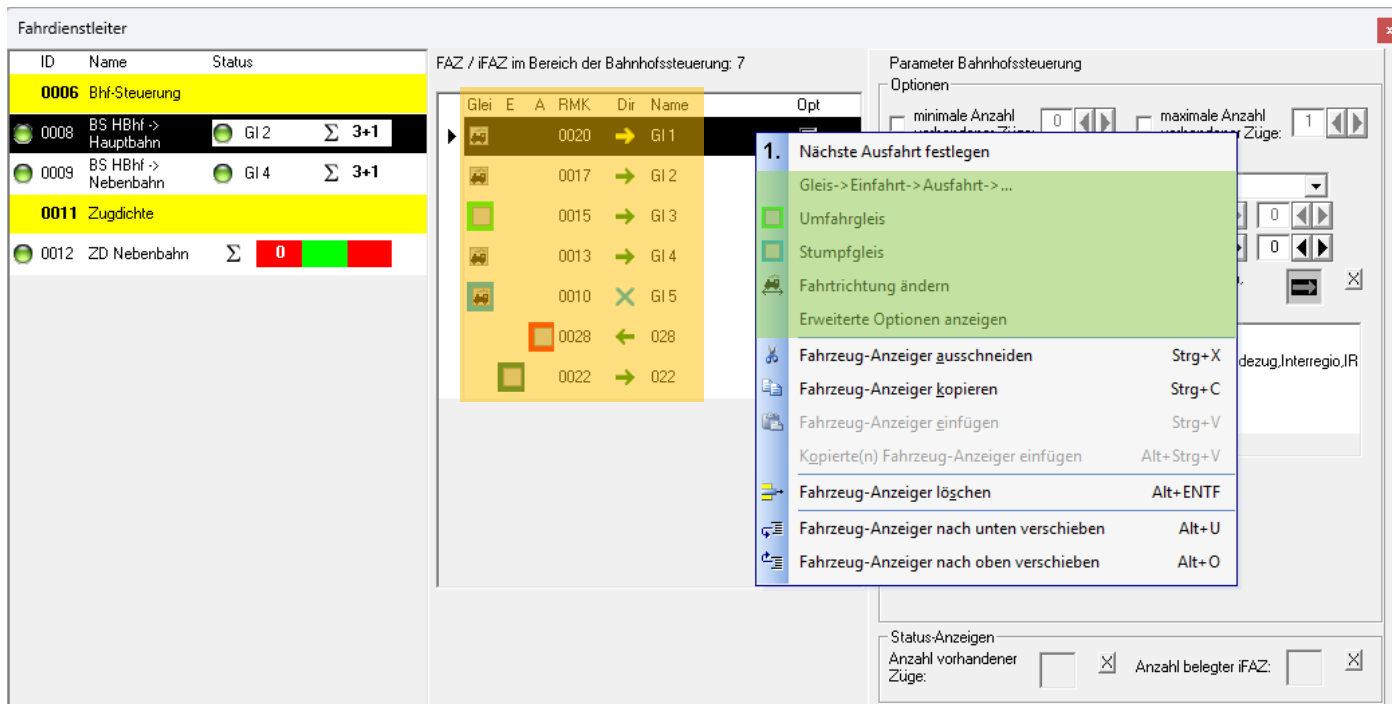 Fahrdienstleiter
x
ID Name Status
0006 Bhf-Steuerung
0008 BS HBhf -> Hauptbahn Gl 2 Σ 3+1
0009 BS HBhf -> Nebenbahn Gl 4 Σ 3+1
0011 Zugdichte
0012 ZD Nebenbahn Σ 0
FAZ / iFAZ im Bereich der Bahnhofssteuerung: 7
Glei E A RMK Dir Name Opt
0020 Gl 1
0017 Gl 2
0015 Gl 3
0013 Gl 4
0010 Gl 5
0028 028
0022 022
1. Nächste Ausfahrt festlegen
Gleis->Einfahrt->Ausfahrt->...
Umfahrgleis
Stumpfgleis
Fahrtrichtung ändern
Erweiterte Optionen anzeigen
Fahrzeug-Anzeiger ausschneiden Strg+X
Fahrzeug-Anzeiger kopieren Strg+C
Fahrzeug-Anzeiger einfügen Strg+V
Kopierte(n) Fahrzeug-Anzeiger einfügen Alt+Strg+V
Fahrzeug-Anzeiger löschen Alt+ENTF
Fahrzeug-Anzeiger nach unten verschieben Alt+U
Fahrzeug-Anzeiger nach oben verschieben Alt+O
Parameter Bahnhofssteuerung
Optionen
minimale Anzahl 0 maximale Anzahl 1
vorhandener Züge: vorhandener Züge:
0
0
X
dezug,Interregio,IR
Status-Anzeigen
Anzahl vorhandener Züge: X Anzahl belegter iFAZ: X